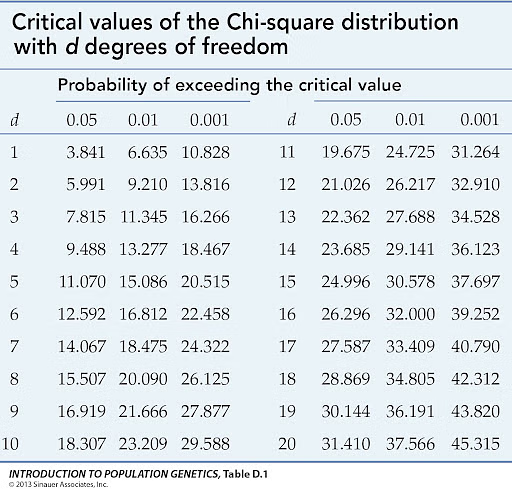 Critical values of the Chi-square distribution
with d degrees of freedom
Probability of exceeding the critical value
d 0.05 0.01 0.001 d 0.05 0.01 0.001
1 3.841 6.635 10.828 11 19.675 24.725 31.264
2 5.991 9.210 13.816 12 21.026 26.217 32.910
3 7.815 11.345 16.266 13 22.362 27.688 34.528
4 9.488 13.277 18.467 14 23.685 29.141 36.123
5 11.070 15.086 20.515 15 24.996 30.578 37.697
6 12.592 16.812 22.458 16 26.296 32.000 39.252
7 14.067 18.475 24.322 17 27.587 33.409 40.790
8 15.507 20.090 26.125 18 28.869 34.805 42.312
9 16.919 21.666 27.877 19 30.144 36.191 43.820
10 18.307 23.209 29.588 20 31.410 37.566 45.315
INTRODUCTION TO POPULATION GENETICS, Table D.1
© 2013 Sinauer Associates, Inc.